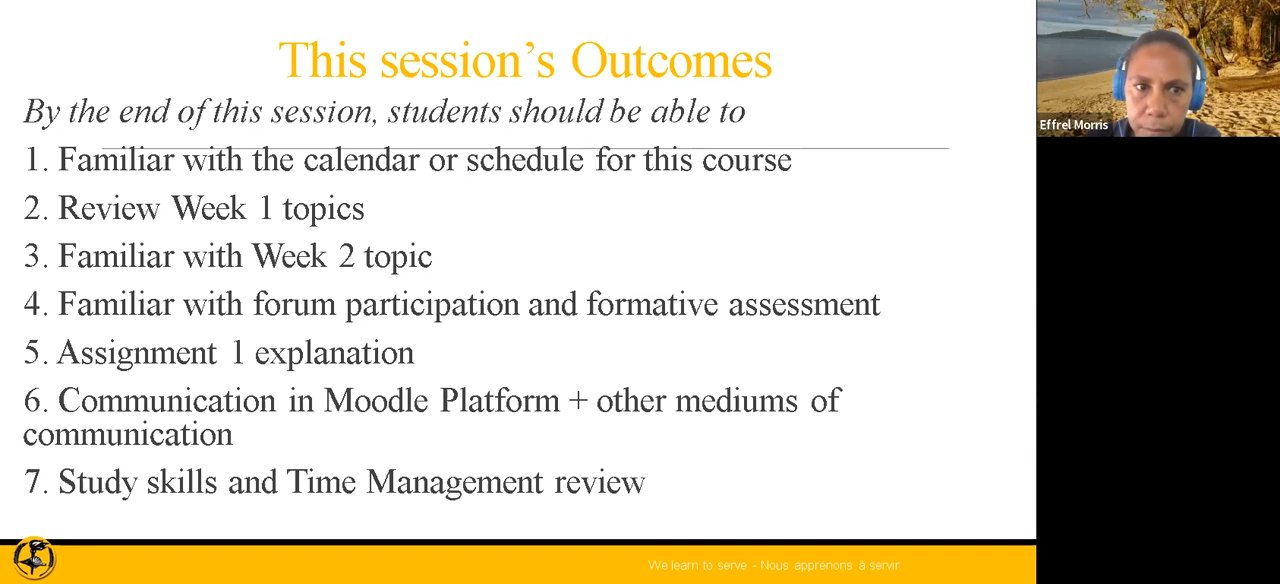 This session's Outcomes
By the end of this session, students should be able to
1. Familiar with the calendar or schedule for this course
2. Review Week 1 topics
3. Familiar with Week 2 topic
4. Familiar with forum participation and formative assessment
5. Assignment 1 explanation
6. Communication in Moodle Platform + other mediums of
communication
7. Study skills and Time Management review
We learn to serve - Nous apprenons à servir
Effrel Morris